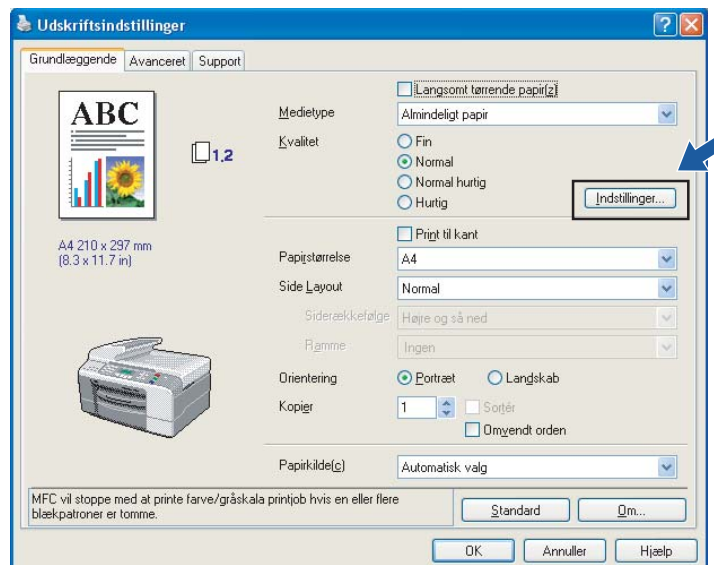 Udskriftsindstillinger
Grundlæggende Avanceret Support
ABC
1,2
A4 210 x 297 mm
(8.3 x 11.7 in)
Langsomt tørrende papir(z)
Medietype Almindeligt papir
Kvalitet Fin
Normal
Normal hurtig
Hurtig
Indstillinger...
Print til kant
Papirstørrelse A4
Side Layout Normal
Siderækkefølge Højre og så ned
Ramme Ingen
Orientering Portræt Landskab
Kopier 1 Sortér
Omvendt orden
Papirkilde(c) Automatisk valg
MFC vil stoppe med at printe farve/gråskala printjob hvis en eller flere
blækpatroner er tomme.
Standard Om...
OK Annuller Hjælp